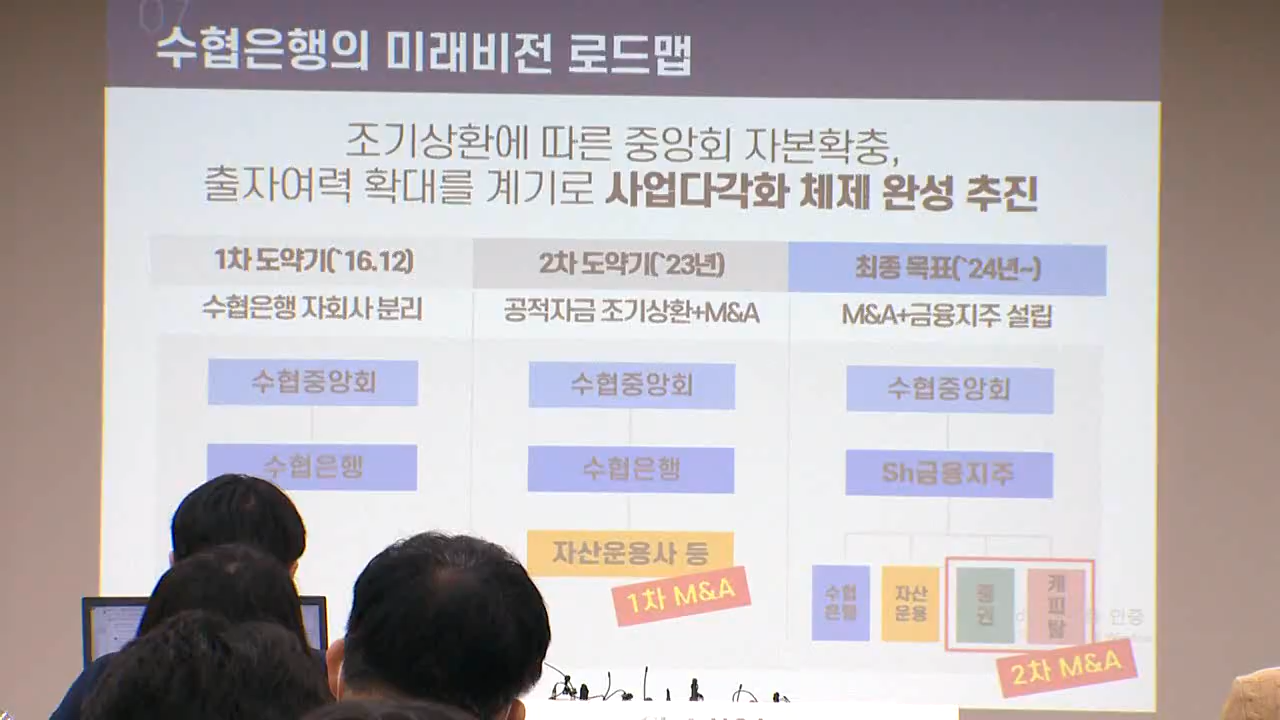 07
수협은행의 미래비전 로드맵
조기상환에 따른 중앙회 자본확충,
출자여력 확대를 계기로 사업다각화 체제 완성 추진
1차 도약기(`16.12)
2차 도약기(`23년)
최종 목표(`24년~)
수협은행 자회사 분리
공적자금 조기상환+M&A
M&A+금융지주 설립
수협중앙회
수협중앙회
수협중앙회
수협은행
수협은행
Sh금융지주
자산운용사 등
1차 M&A
수협
은행
자산
운용
증
권
캐
피
탈
인증
2차 M&A